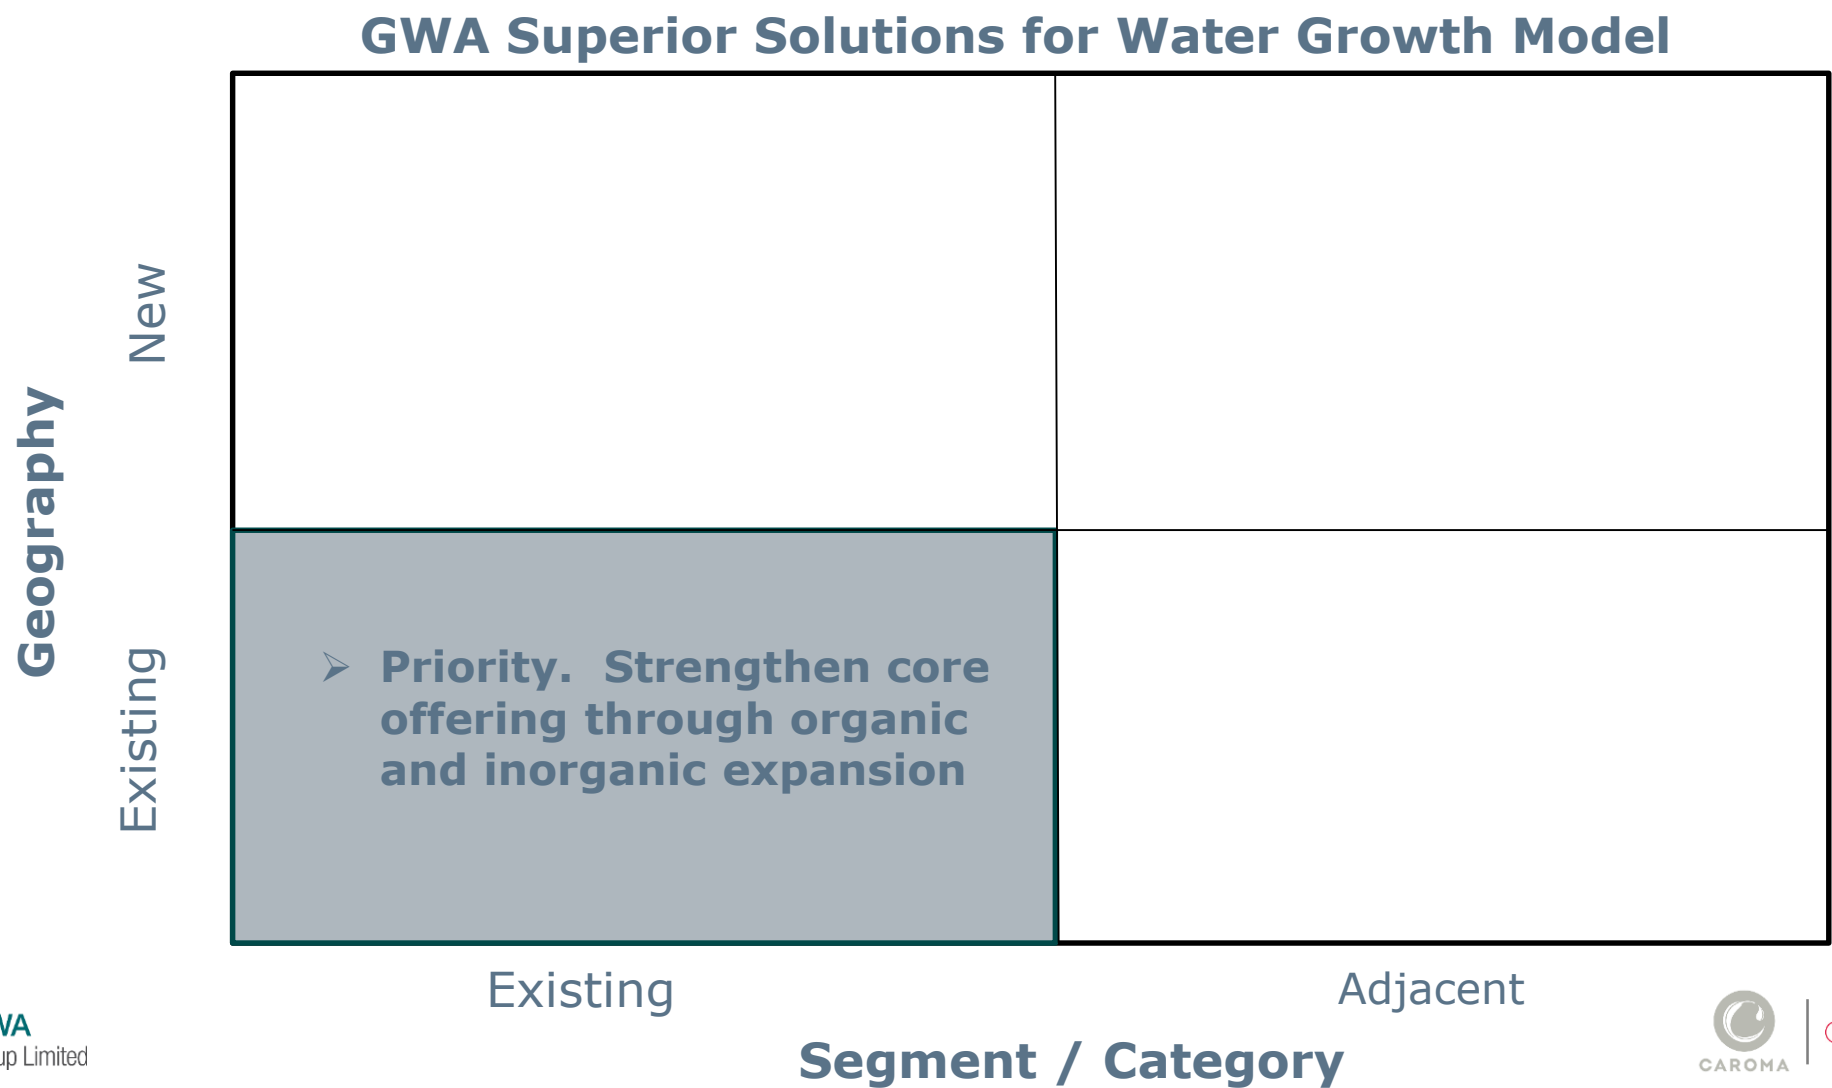 GWA Superior Solutions for Water Growth Model
New
Geography
Existing
➢ Priority.  Strengthen core
offering through organic
and inorganic expansion
Existing
Adjacent
Segment / Category
Limited
CAROMA